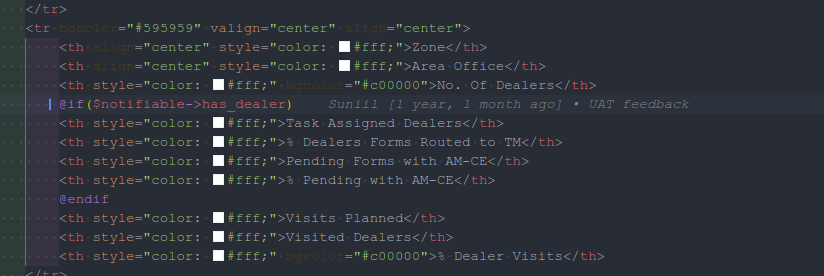 </tr>
<tr bgcolor="#595959" valign="center" align="center">
<th align="center" style="color: #fff;">Zone</th>
<th align="center" style="color: #fff;">Area Office</th>
<th style="color: #fff;" bgcolor="#c00000">No. Of Dealers</th>
@if($notifiable->has_dealer) Suniil [1 year, 1 month ago] • UAT feedback
<th style="color: #fff;">Task Assigned Dealers</th>
<th style="color: #fff;">% Dealers Forms Routed to TM</th>
<th style="color: #fff;">Pending Forms with AM-CE</th>
<th style="color: #fff;">% Pending with AM-CE</th>
@endif
<th style="color: #fff;">Visits Planned</th>
<th style="color: #fff;">Visited Dealers</th>
<th style="color: #fff;" bgcolor="#c00000">% Dealer Visits</th>
</tr>